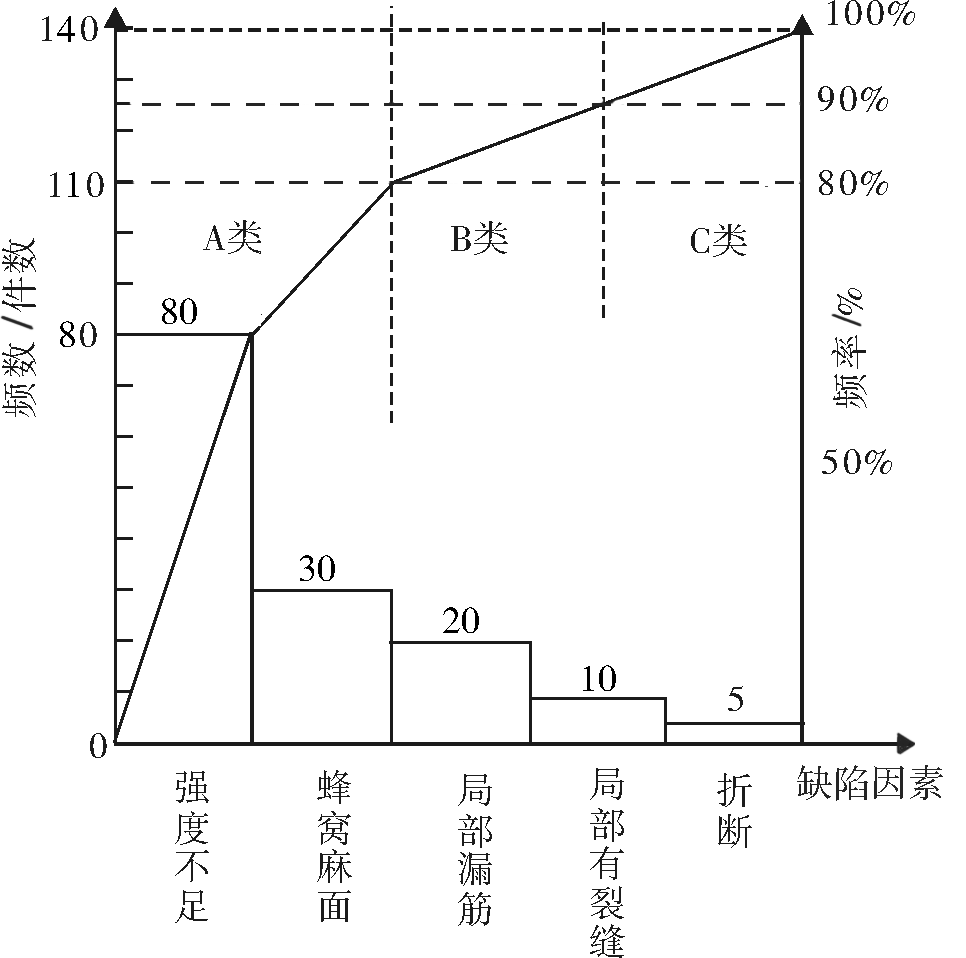 140
100%
90%
110
80%
A类
B类
C类
频数/件数
80
80
频率/%
50%
30
20
10
5
0
强度不足
蜂窝麻面
局部漏筋
局部有裂缝
折断
缺陷因素